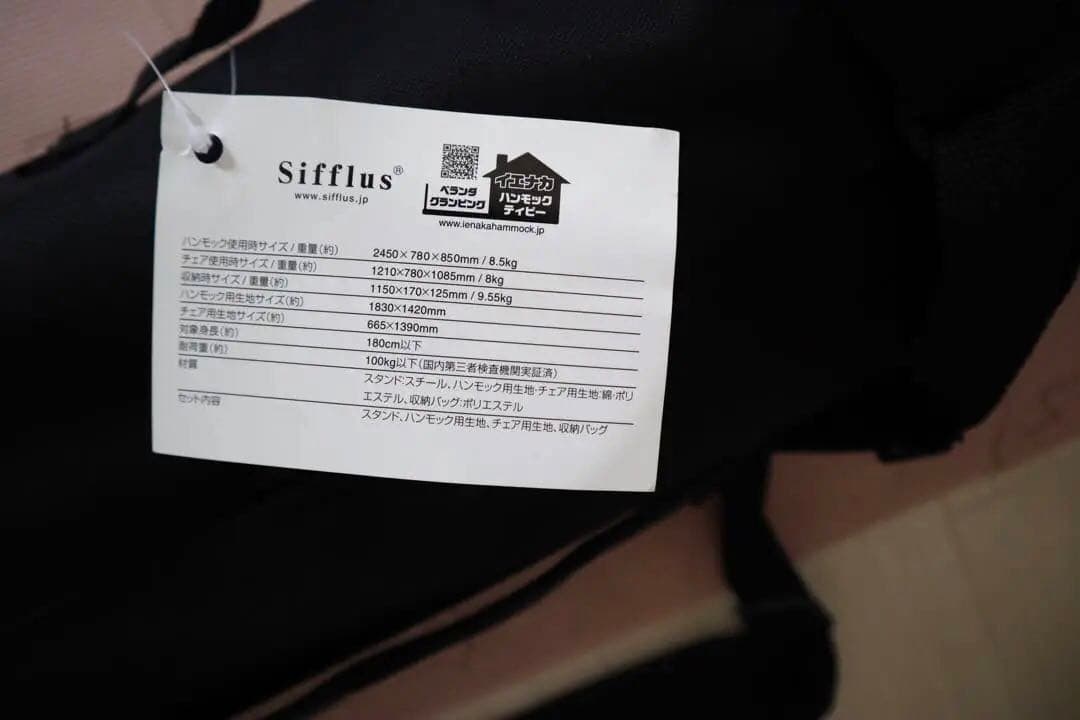 Sifflus®
www.sifflus.jp
ベランダ
グランピング
イエナカ
ハンモック
ティピー
www.ienakahammock.jp
ハンモック使用時サイズ / 重量(約) 2450×780×850mm / 8.5kg
チェア使用時サイズ / 重量(約) 1210×780×1085mm / 8kg
収納時サイズ / 重量(約) 1150×170×125mm / 9.55kg
ハンモック用生地サイズ(約) 1830×1420mm
チェア用生地サイズ(約) 665×1390mm
対象身長(約) 180cm以下
耐荷重(約) 100kg以下(国内第三者検査機関実証済)
材質 スタンド:スチール、ハンモック用生地・チェア用生地:綿・ポリ
エステル、収納バッグ:ポリエステル
セット内容 スタンド、ハンモック用生地、チェア用生地、収納バッグ